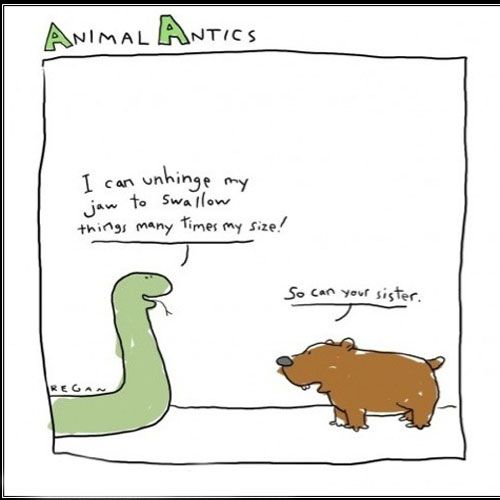 ANIMAL ANTICS
I can unhinge my
jaw to swallow
things many times my size!
So can your sister.
REGAN